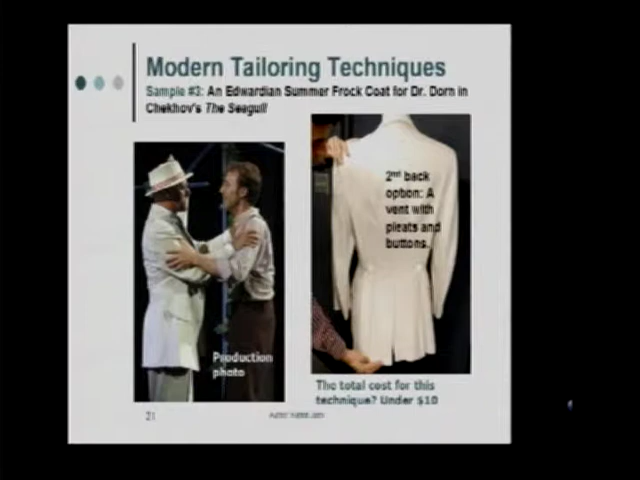 Modern Tailoring Techniques
Sample #3: An Edwardian Summer Frock Coat for Dr. Dorn in
Chekhov's The Seagull
2nd back
option: A
vent with
pleats and
buttons.
Production
photo
The total cost for this
technique? Under $10
21